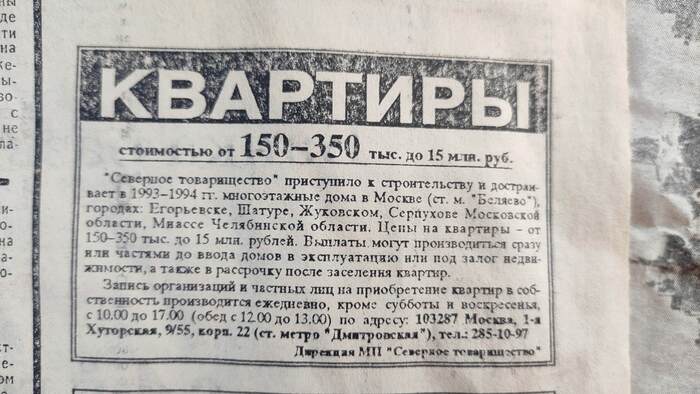 КВАРТИРЫ
стоимостью от 150–350 тыс. до 15 млн. руб.
"Северное товарищество" приступило к строительству и достраи-
вает в 1993–1994 гг. многоэтажные дома в Москве (ст. м. "Беляево"),
городах: Егорьевске, Шатуре, Жуковском, Серпухове Московской
области, Миассе Челябинской области. Цены на квартиры – от
150–350 тыс. до 15 млн. рублей. Выплаты могут производиться сразу
или частями до ввода домов в эксплуатацию или под залог недви-
жимости, а также в рассрочку после заселения квартир.
Запись организаций и частных лиц на приобретение квартир в соб-
ственность производится ежедневно, кроме субботы и воскресенья,
с 10.00 до 17.00 (обед с 12.00 до 13.00) по адресу: 103287 Москва, 1-я
Хуторская, 9/55, корп. 22 (ст. метро "Дмитровская"), тел.: 285-10-97
Дирекция МП "Северное товарищество"